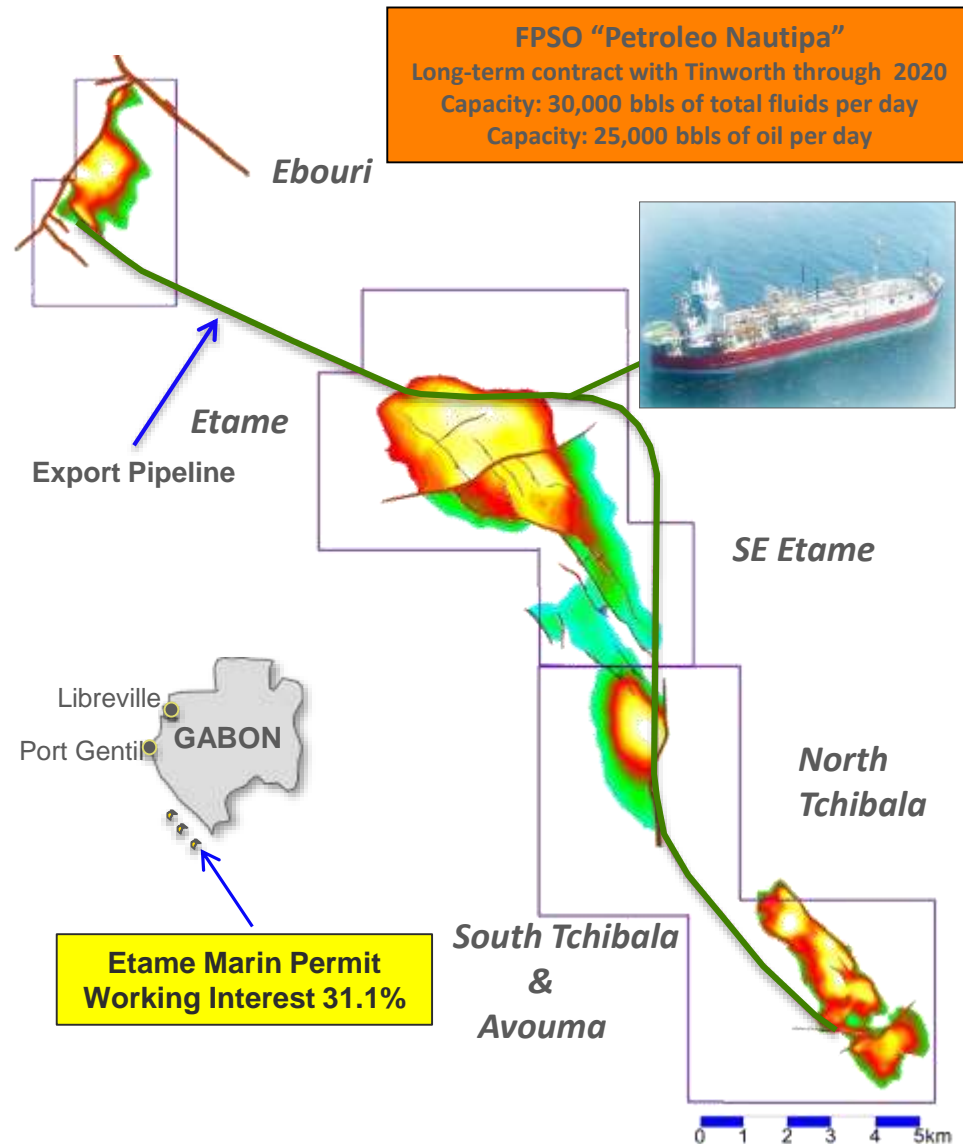 FPSO “Petroleo Nautipa”
Long-term contract with Tinworth through 2020
Capacity: 30,000 bbls of total fluids per day
Capacity: 25,000 bbls of oil per day
Ebouri
Etame
Export Pipeline
SE Etame
Libreville
Port Gentil
GABON
North
Tchibala
South Tchibala
&
Avouma
Etame Marin Permit
Working Interest 31.1%
0 1 2 3 4 5km